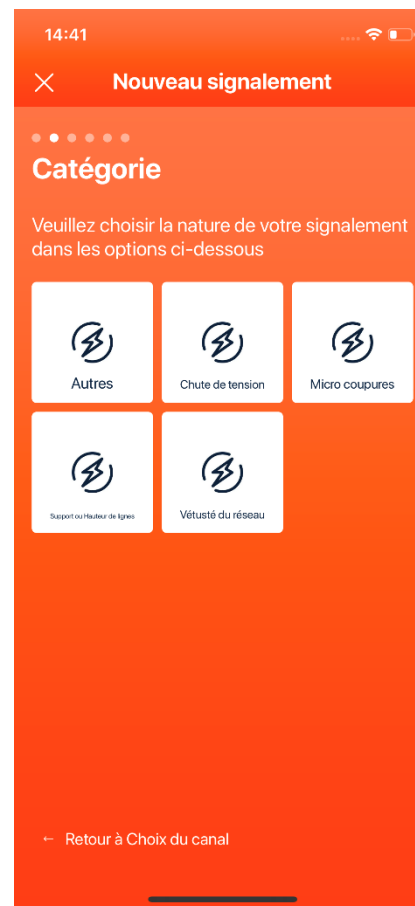 14:41
Nouveau signalement
Catégorie
Veuillez choisir la nature de votre signalement
dans les options ci-dessous
Autres
Chute de tension
Micro coupures
Support ou Hauteur de lignes
Vétusté du réseau
← Retour à Choix du canal